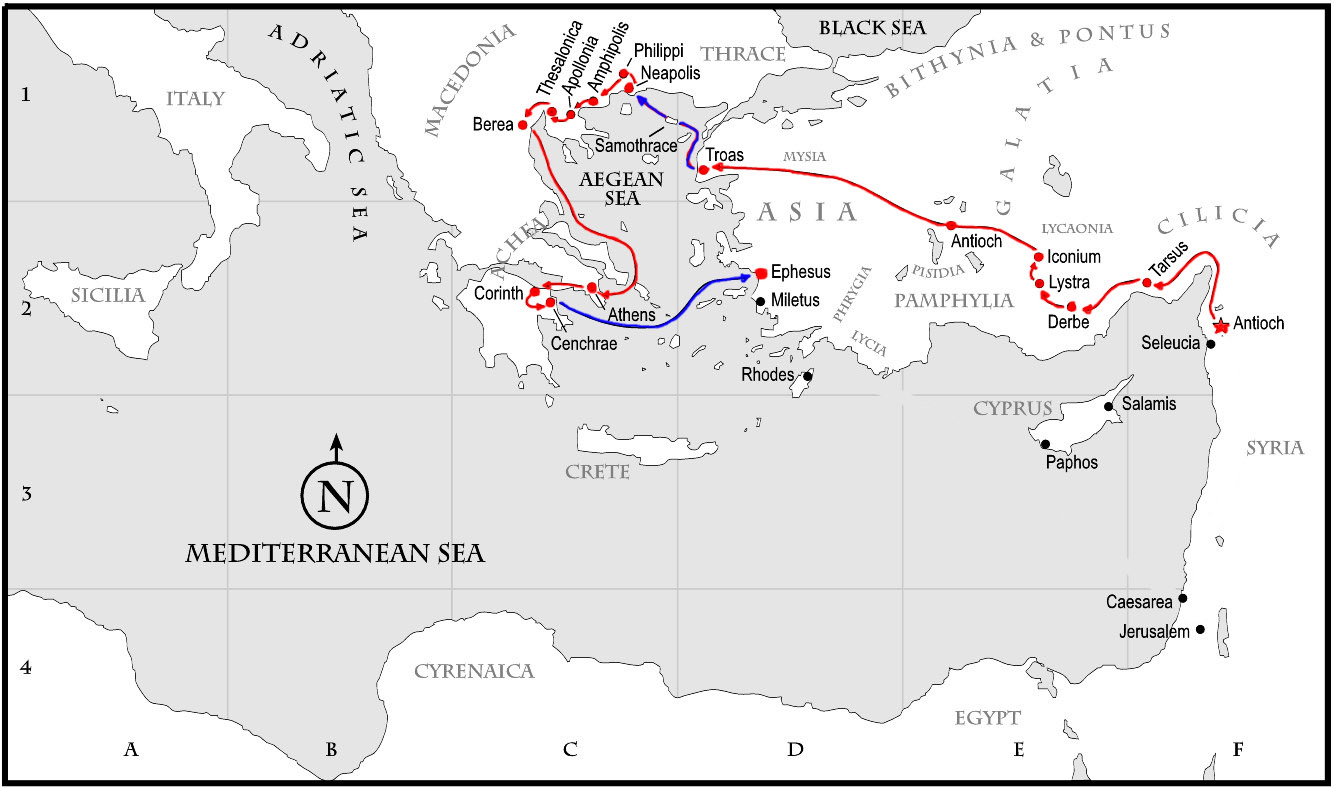 BLACK SEA
ADRIATIC SEA
MACEDONIA
Thesalonica
Apollonia
Amphipolis
Philippi
Neapolis
THRACE
BITHYNIA & PONTUS
GALATIA
1
ITALY
Berea
Samothrace
Troas
MYSIA
AEGEAN
SEA
ASIA
ACHEA
LYCAONIA
CILICIA
Antioch
Iconium
Tarsus
PISIDIA
Ephesus
Lystra
SICILIA
Corinth
Miletus
PHRYGIA
PAMPHYLIA
2
Athens
Derbe
Antioch
Cenchrae
LYCIA
Seleucia
Rhodes
CYPRUS
Salamis
SYRIA
Paphos
CRETE
3
N
MEDITERRANEAN SEA
Caesarea
Jerusalem
4
CYRENAICA
EGYPT
A B C D E F